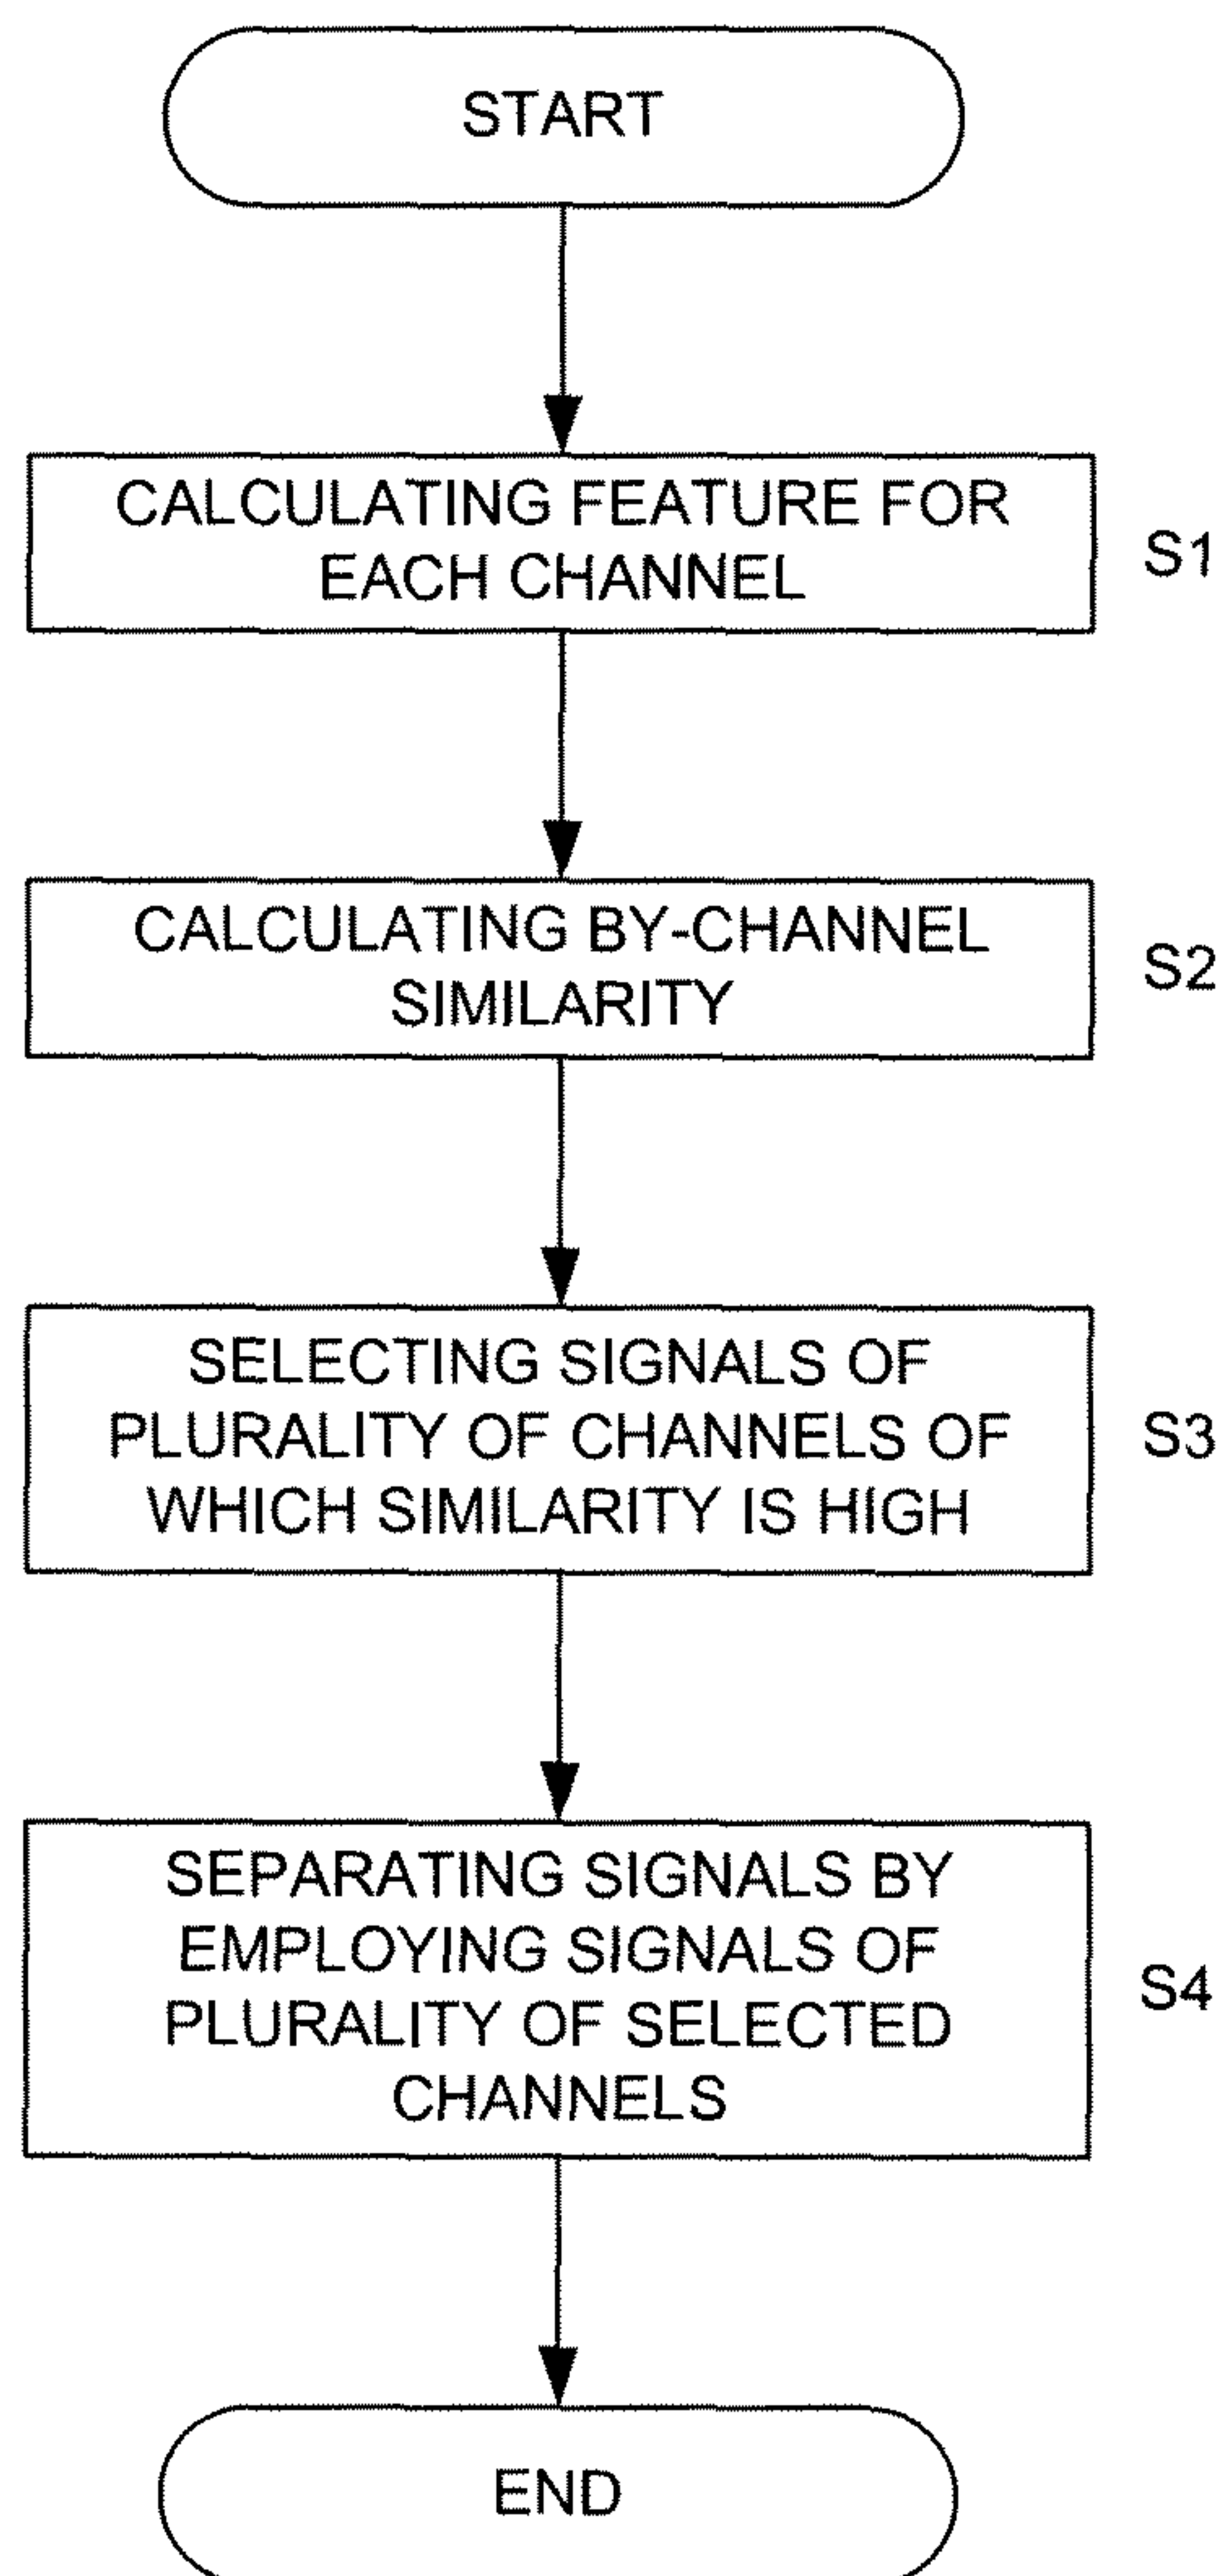 START
CALCULATING FEATURE FOR
EACH CHANNEL
S1
CALCULATING BY-CHANNEL
SIMILARITY
S2
SELECTING SIGNALS OF
PLURALITY OF CHANNELS OF
WHICH SIMILARITY IS HIGH
S3
SEPARATING SIGNALS BY
EMPLOYING SIGNALS OF
PLURALITY OF SELECTED
CHANNELS
S4
END